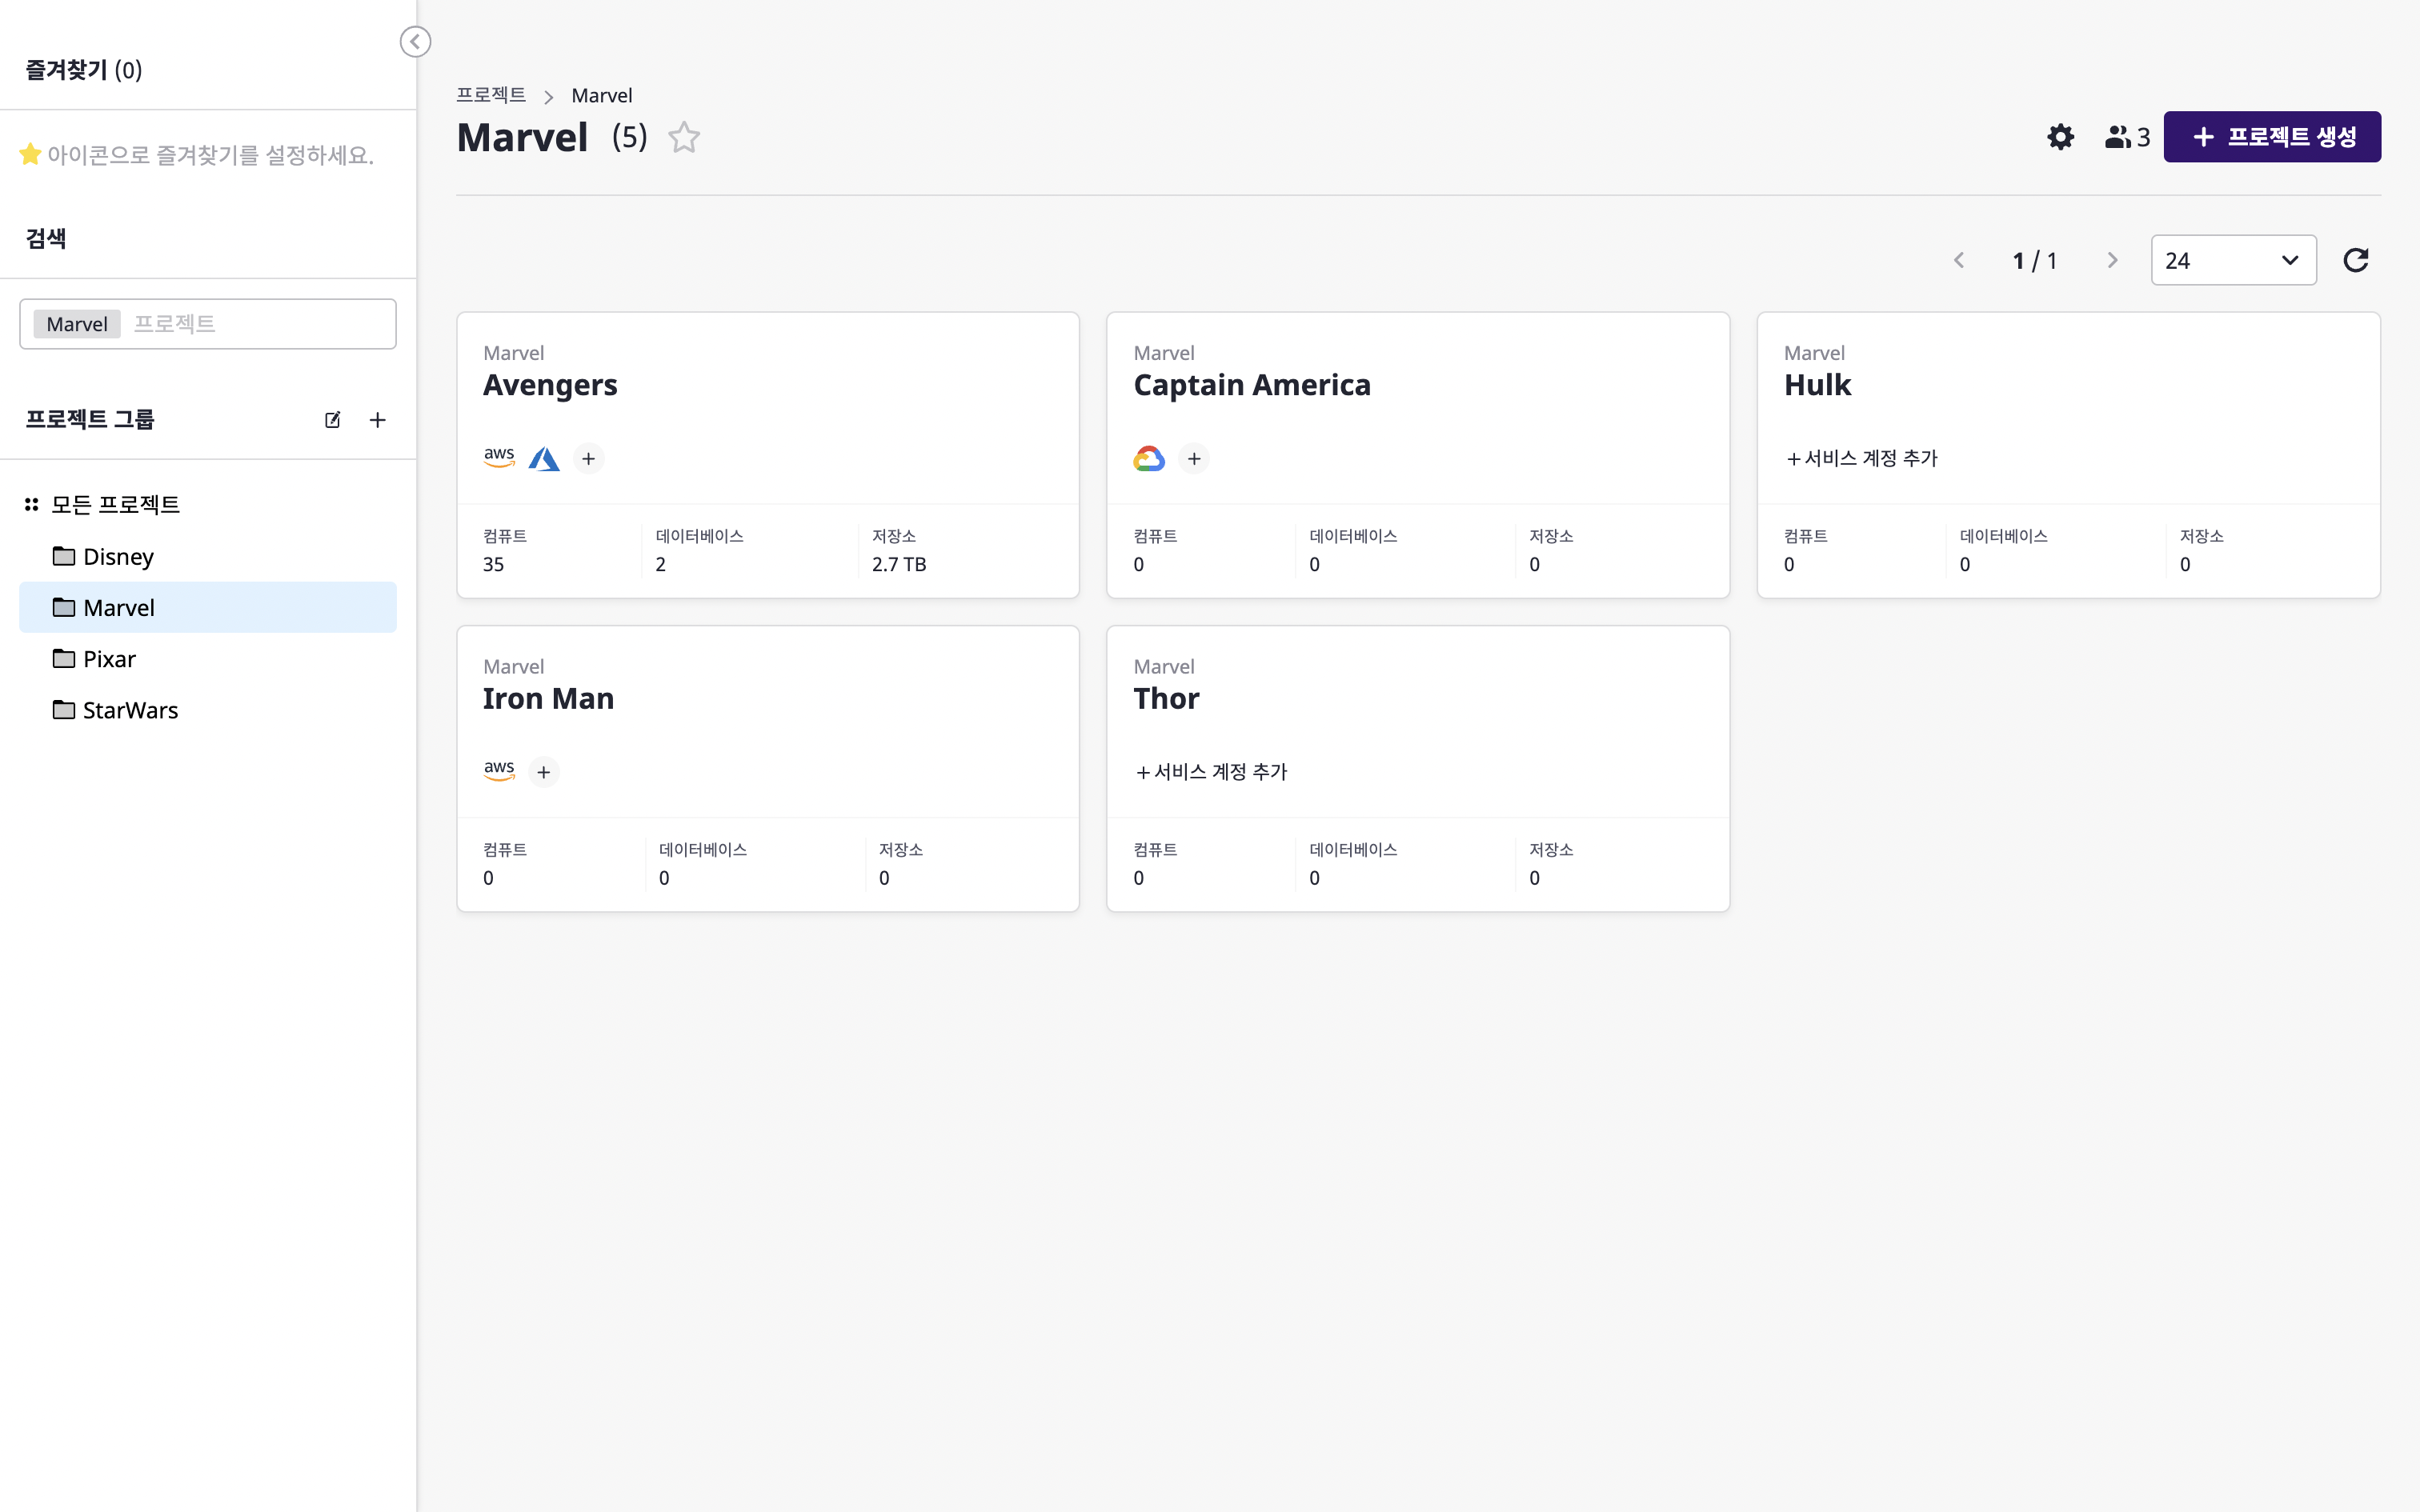 즐겨찾기 (0)
아이콘으로 즐겨찾기를 설정하세요.
검색
Marvel 프로젝트
프로젝트 그룹
모든 프로젝트
Disney
Marvel
Pixar
StarWars
프로젝트 > Marvel
Marvel (5)
3
+ 프로젝트 생성
1 / 1
24
Marvel
Avengers
aws
+
컴퓨트 데이터베이스 저장소
35 2 2.7 TB
Marvel
Captain America
+
컴퓨트 데이터베이스 저장소
0 0 0
Marvel
Hulk
+ 서비스 계정 추가
컴퓨트 데이터베이스 저장소
0 0 0
Marvel
Iron Man
aws
+
컴퓨트 데이터베이스 저장소
0 0 0
Marvel
Thor
+ 서비스 계정 추가
컴퓨트 데이터베이스 저장소
0 0 0